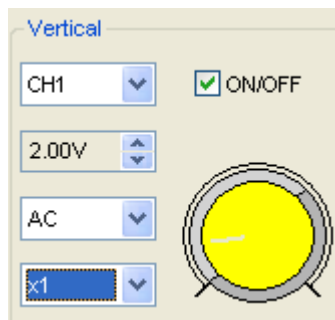 Vertical
CH1
ON/OFF
2.00V
AC
x1